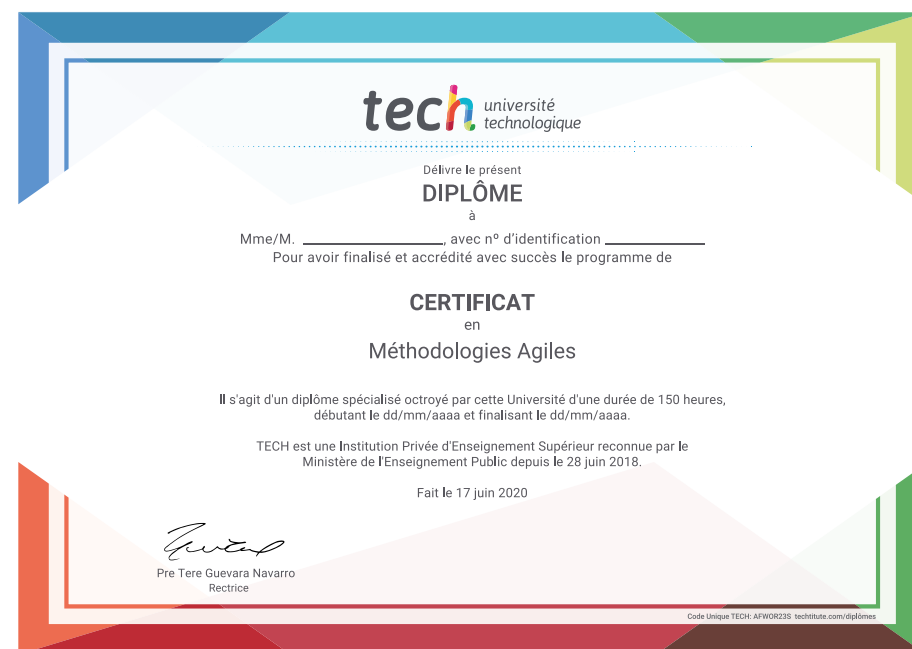 tech université
technologique
Délivre le présent
DIPLÔME
à
Mme/M. ____________________, avec nº d'identification ______________
Pour avoir finalisé et accrédité avec succès le programme de
CERTIFICAT
en
Méthodologies Agiles
Il s'agit d'un diplôme spécialisé octroyé par cette Université d'une durée de 150 heures,
débutant le dd/mm/aaaa et finalisant le dd/mm/aaaa.
TECH est une Institution Privée d'Enseignement Supérieur reconnue par le
Ministère de l'Enseignement Public depuis le 28 juin 2018.
Fait le 17 juin 2020
Pre Tere Guevara Navarro
Rectrice
Code Unique TECH: AFWOR23S techtitute.com/diplômes